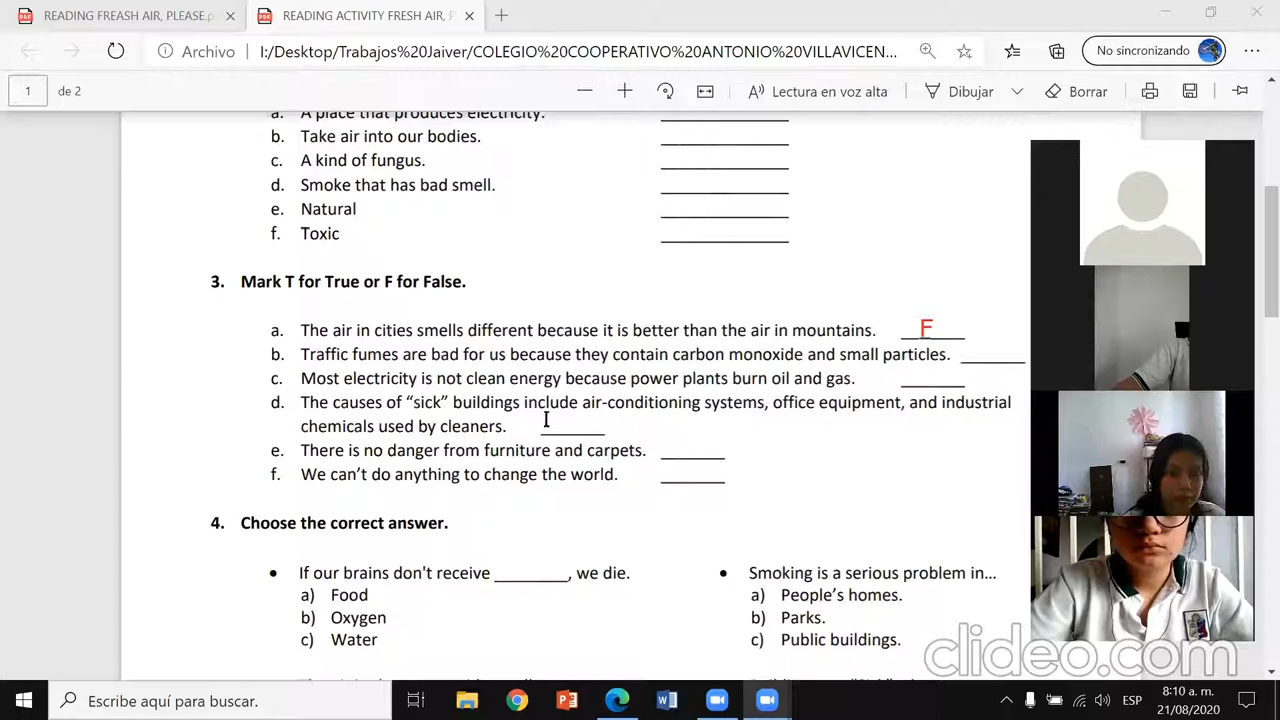 READING FREASH AIR, PLEASE.p
READING ACTIVITY FRESH AIR, P
Archivo
I:/Desktop/Trabajos%20Jaiver/COLEGIO%20COOPERATIVO%20ANTONIO%20VILLAVICEN...
No sincronizando
1 de 2
Lectura en voz alta
Dibujar
Borrar
a. A place that produces electricity.
b. Take air into our bodies.
c. A kind of fungus.
d. Smoke that has bad smell.
e. Natural
f. Toxic
3. Mark T for True or F for False.
a. The air in cities smells different because it is better than the air in mountains. F
b. Traffic fumes are bad for us because they contain carbon monoxide and small particles.
c. Most electricity is not clean energy because power plants burn oil and gas.
d. The causes of “sick” buildings include air-conditioning systems, office equipment, and industrial
chemicals used by cleaners.
e. There is no danger from furniture and carpets.
f. We can’t do anything to change the world.
4. Choose the correct answer.
• If our brains don't receive ________, we die.
a) Food
b) Oxygen
c) Water
• Smoking is a serious problem in...
a) People’s homes.
b) Parks.
c) Public buildings.
clideo.com
Escribe aquí para buscar.
ESP
8:10 a. m.
21/08/2020